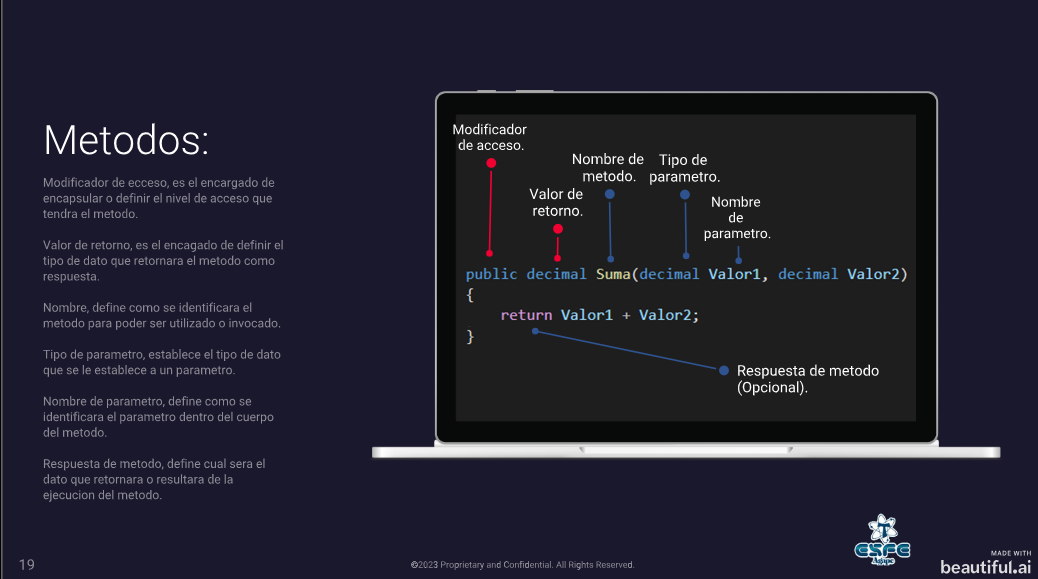 Metodos:
Modificador de ecceso, es el encargado de
encapsular o definir el nivel de acceso que
tendra el metodo.
Valor de retorno, es el encagado de definir el
tipo de dato que retornara el metodo como
respuesta.
Nombre, define como se identificara el
metodo para poder ser utilizado o invocado.
Tipo de parametro, establece el tipo de dato
que se le establece a un parametro.
Nombre de parametro, define como se
identificara el parametro dentro del cuerpo
del metodo.
Respuesta de metodo, define cual sera el
dato que retornara o resultara de la
ejecucion del metodo.
Modificador
de acceso.
Valor de
retorno.
Nombre de
metodo.
Tipo de
parametro.
Nombre
de
parametro.
public decimal Suma(decimal Valor1, decimal Valor2)
{
return Valor1 + Valor2;
}
Respuesta de metodo
(Opcional).
19
©2023 Proprietary and Confidential. All Rights Reserved.
ESFE
Agape
MADE WITH
beautiful.ai